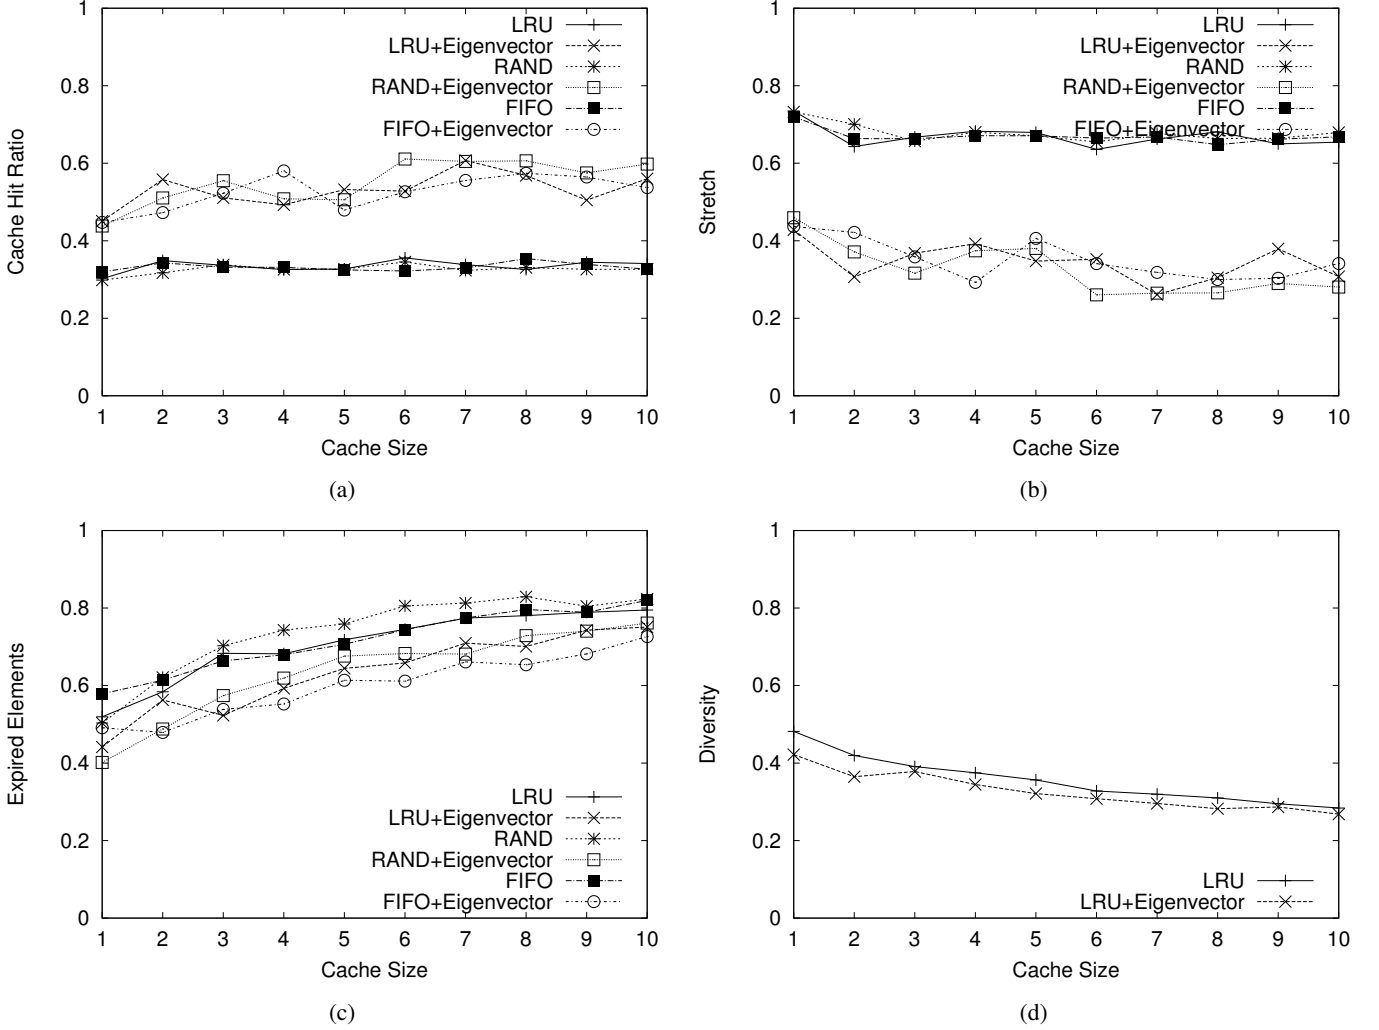 1
0.8
0.6
0.4
0.2
0
Cache Hit Ratio
LRU
LRU+Eigenvector
RAND
RAND+Eigenvector
FIFO
FIFO+Eigenvector
1 2 3 4 5 6 7 8 9 10
Cache Size
(a)
1
0.8
0.6
0.4
0.2
0
Stretch
LRU
LRU+Eigenvector
RAND
RAND+Eigenvector
FIFO
FIFO+Eigenvector
1 2 3 4 5 6 7 8 9 10
Cache Size
(b)
1
0.8
0.6
0.4
0.2
0
Expired Elements
LRU
LRU+Eigenvector
RAND
RAND+Eigenvector
FIFO
FIFO+Eigenvector
1 2 3 4 5 6 7 8 9 10
Cache Size
(c)
1
0.8
0.6
0.4
0.2
0
Diversity
LRU
LRU+Eigenvector
1 2 3 4 5 6 7 8 9 10
Cache Size
(d)